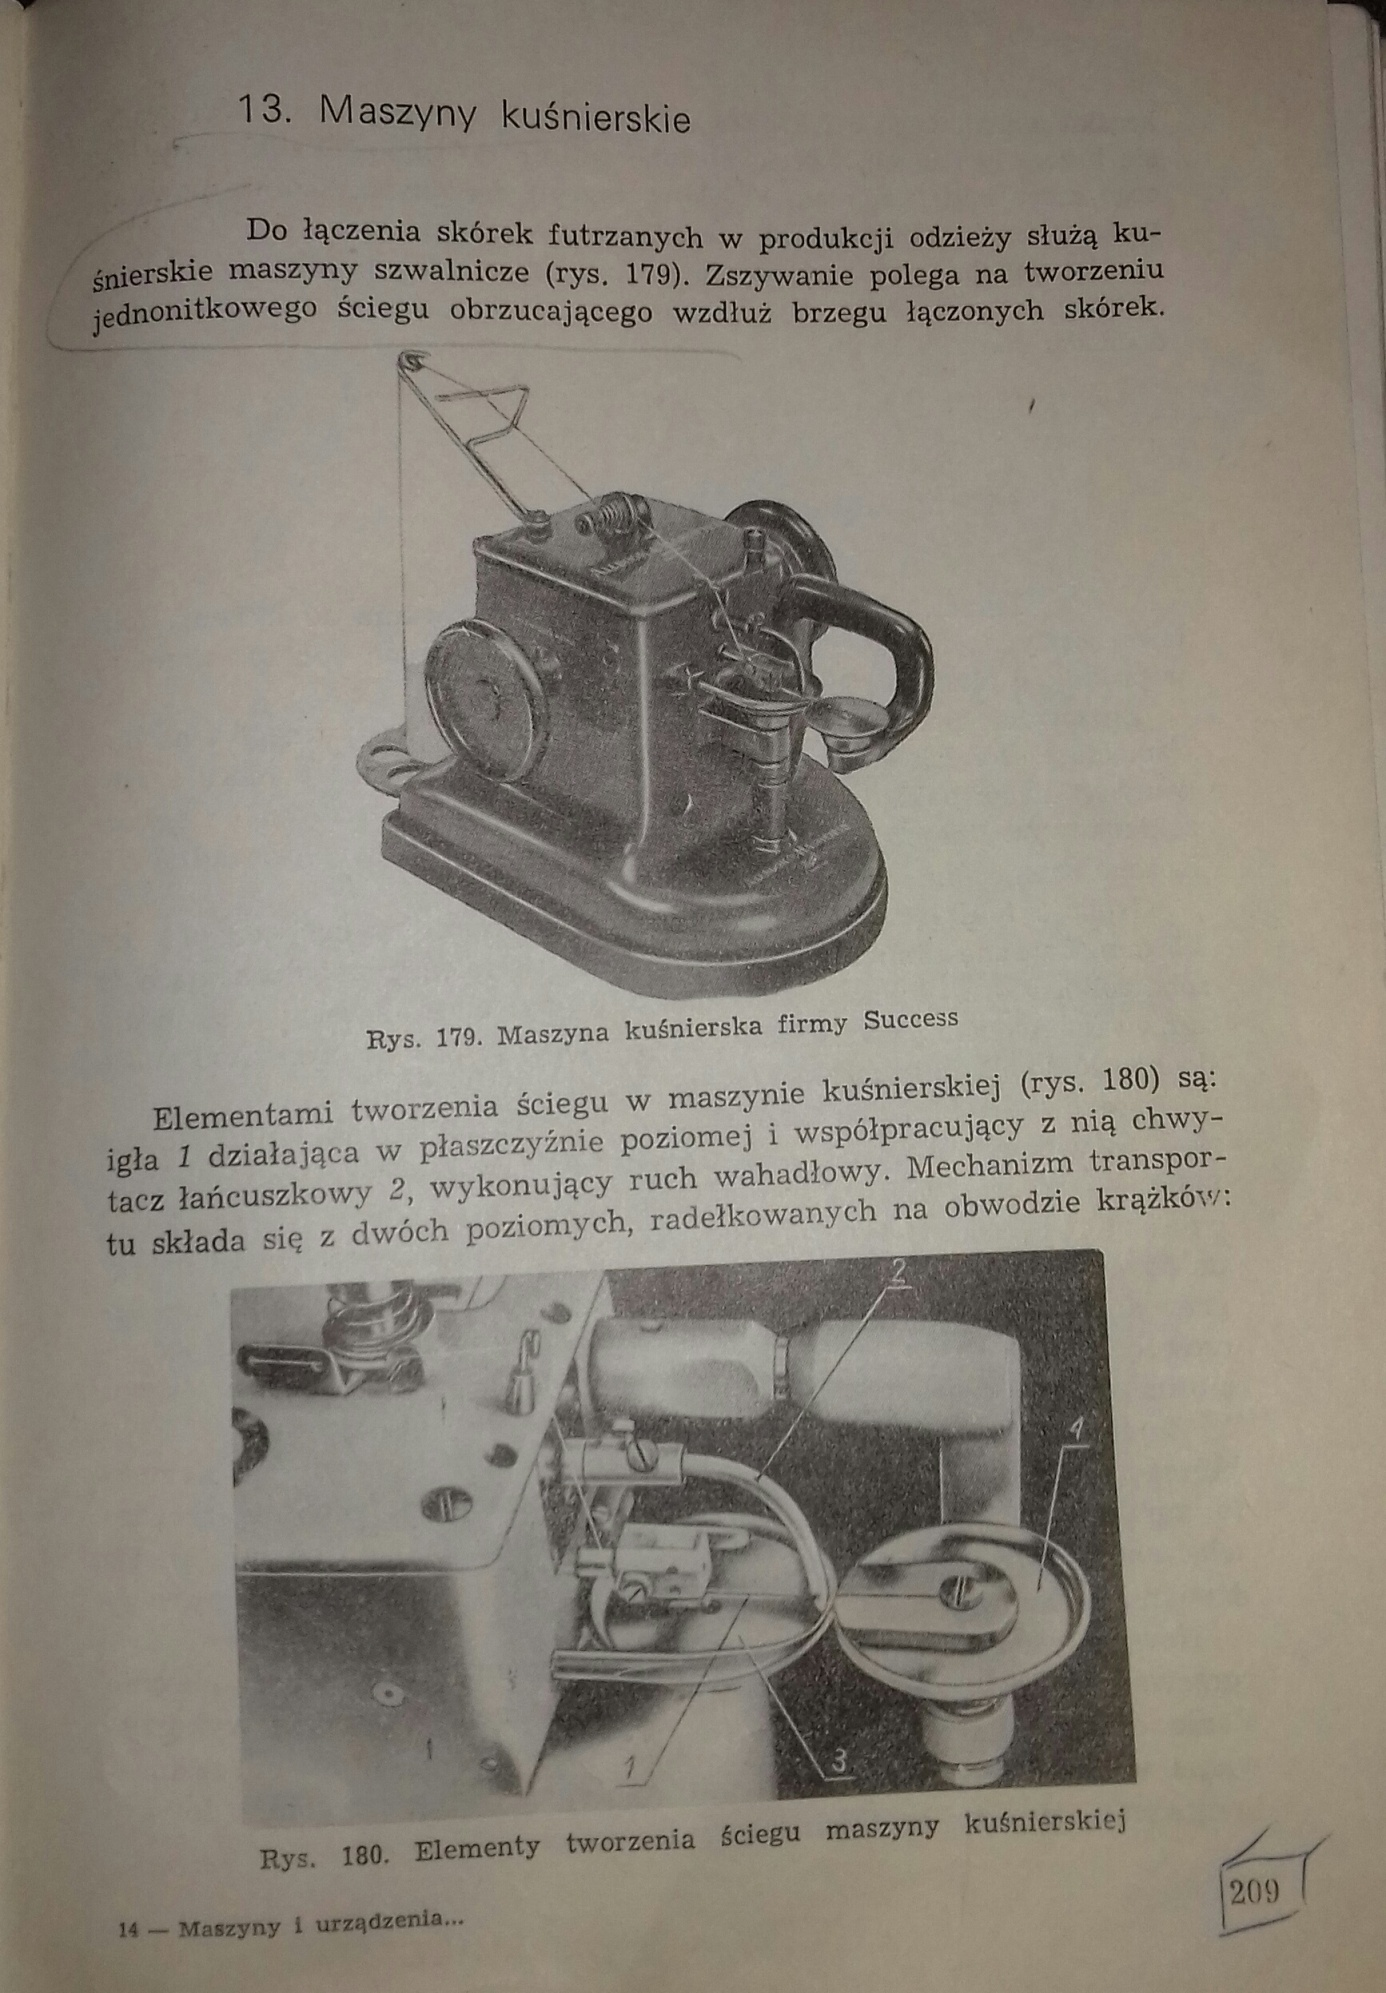 13. Maszyny kuśnierskie
Do łączenia skórek futrzanych w produkcji odzieży służą ku-
śnierskie maszyny szwalnicze (rys. 179). Zszywanie polega na tworzeniu
jednonitkowego ściegu obrzucającego wzdłuż brzegu łączonych skórek.
Rys. 179. Maszyna kuśnierska firmy Success
Elementami tworzenia ściegu w maszynie kuśnierskiej (rys. 180) są:
igła 1 działająca w płaszczyźnie poziomej i współpracujący z nią chwy-
tacz łańcuszkowy 2, wykonujący ruch wahadłowy. Mechanizm transpor-
tu składa się z dwóch poziomych, radełkowanych na obwodzie krążków:
2
1
1
3
Rys. 180. Elementy tworzenia ściegu maszyny kuśnierskiej
14 — Maszyny i urządzenia...
209